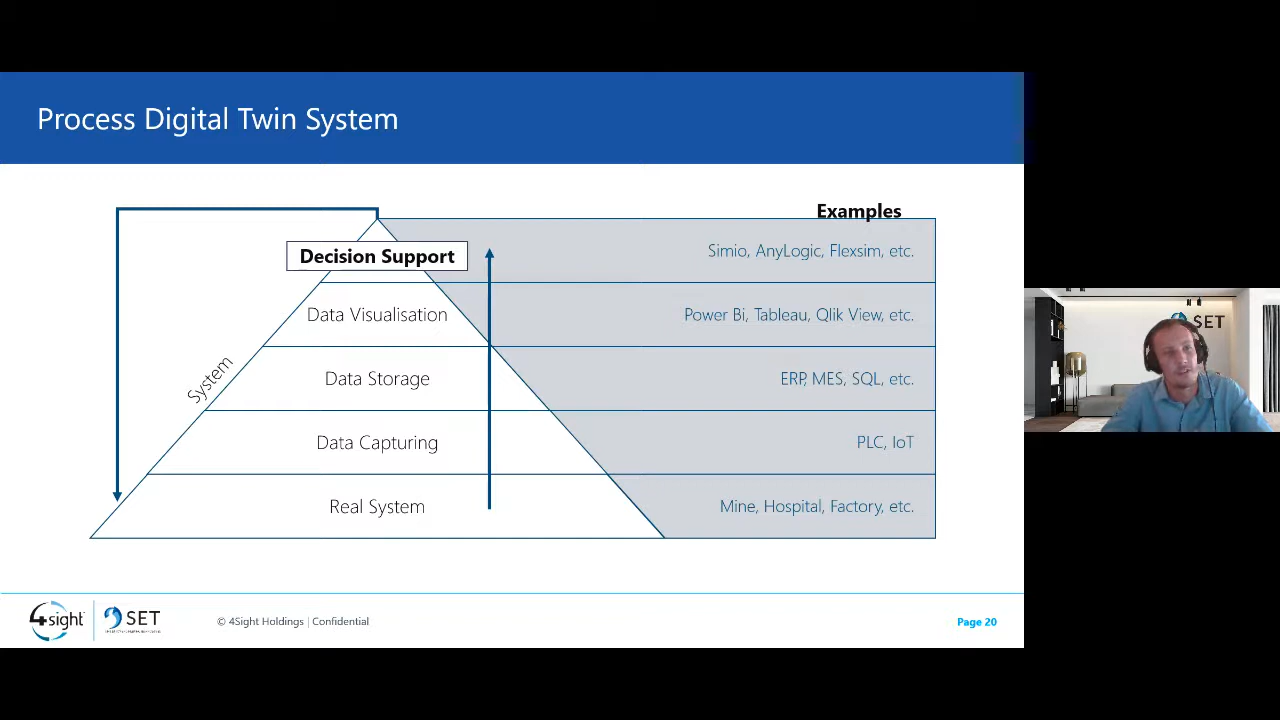 Process Digital Twin System
Examples
Decision Support
Simio, AnyLogic, Flexsim, etc.
Data Visualisation
Power Bi, Tableau, Qlik View, etc.
System
Data Storage
ERP, MES, SQL, etc.
Data Capturing
PLC, IoT
Real System
Mine, Hospital, Factory, etc.
4sight
SET
© 4Sight Holdings | Confidential
Page 20
SET